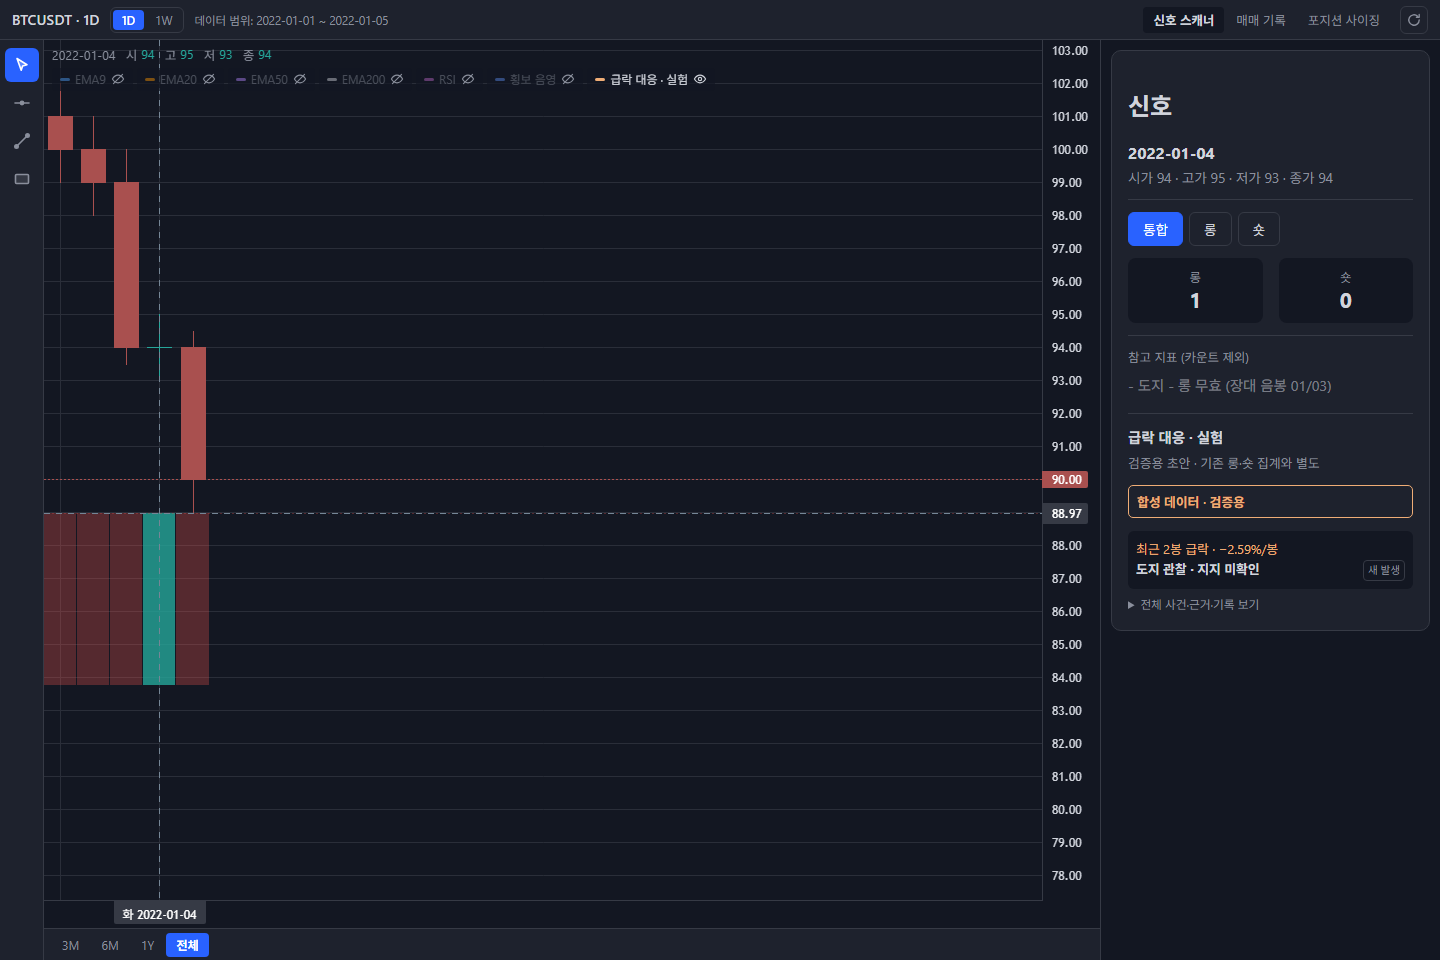 BTCUSDT · 1D 1D 1W 데이터 범위: 2022-01-01 ~ 2022-01-05
신호 스캐너 매매 기록 포지션 사이징
2022-01-04 시 94 고 95 저 93 종 94
EMA9 EMA20 EMA50 EMA200 RSI 횡보 음영 급락 대응 · 실험
103.00
102.00
101.00
100.00
99.00
98.00
97.00
96.00
95.00
94.00
93.00
92.00
91.00
90.00
88.97
88.00
87.00
86.00
85.00
84.00
83.00
82.00
81.00
80.00
79.00
78.00
화 2022-01-04
3M 6M 1Y 전체
신호
2022-01-04
시가 94 · 고가 95 · 저가 93 · 종가 94
통합 롱 숏
롱 숏
1 0
참고 지표 (카운트 제외)
- 도지 - 롱 무효 (장대 음봉 01/03)
급락 대응 · 실험
검증용 초안 · 기존 롱·숏 집계와 별도
합성 데이터 · 검증용
최근 2봉 급락 · −2.59%/봉
도지 관찰 · 지지 미확인 새 발생
▶ 전체 사건·근거·기록 보기